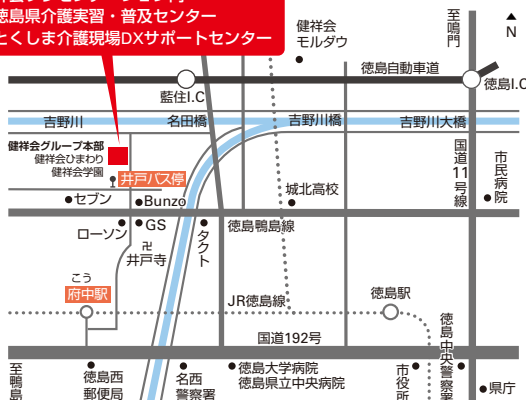 徳島県介護実習・普及センター
とくしま介護現場DXサポートセンター
健祥会
モルダウ
至鳴門
N
徳島自動車道
藍住I.C
徳島I.C
吉野川
名田橋
吉野川橋
吉野川大橋
健祥会グループ本部
健祥会ひまわり
健祥会学園
井戸バス停
国道11号線
市民病院
セブン
Bunzo
城北高校
ローソン
GS
卍
井戸寺
タクト
徳島鴨島線
こう
府中駅
JR徳島線
徳島駅
国道192号
徳島中央警察署
至鴨島
徳島西
郵便局
名西
警察署
徳島大学病院
徳島県立中央病院
市役所
県庁